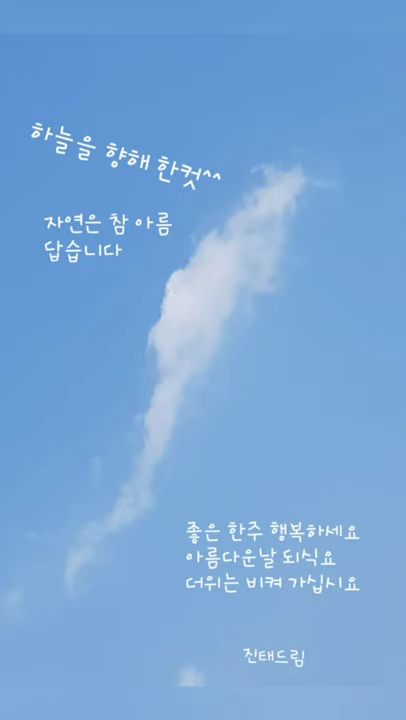 하늘을 향해 한컷^^
자연은 참 아름
답습니다
좋은 한주 행복하세요
아름다운날 되식요
더위는 비켜 가십시요
진태드림